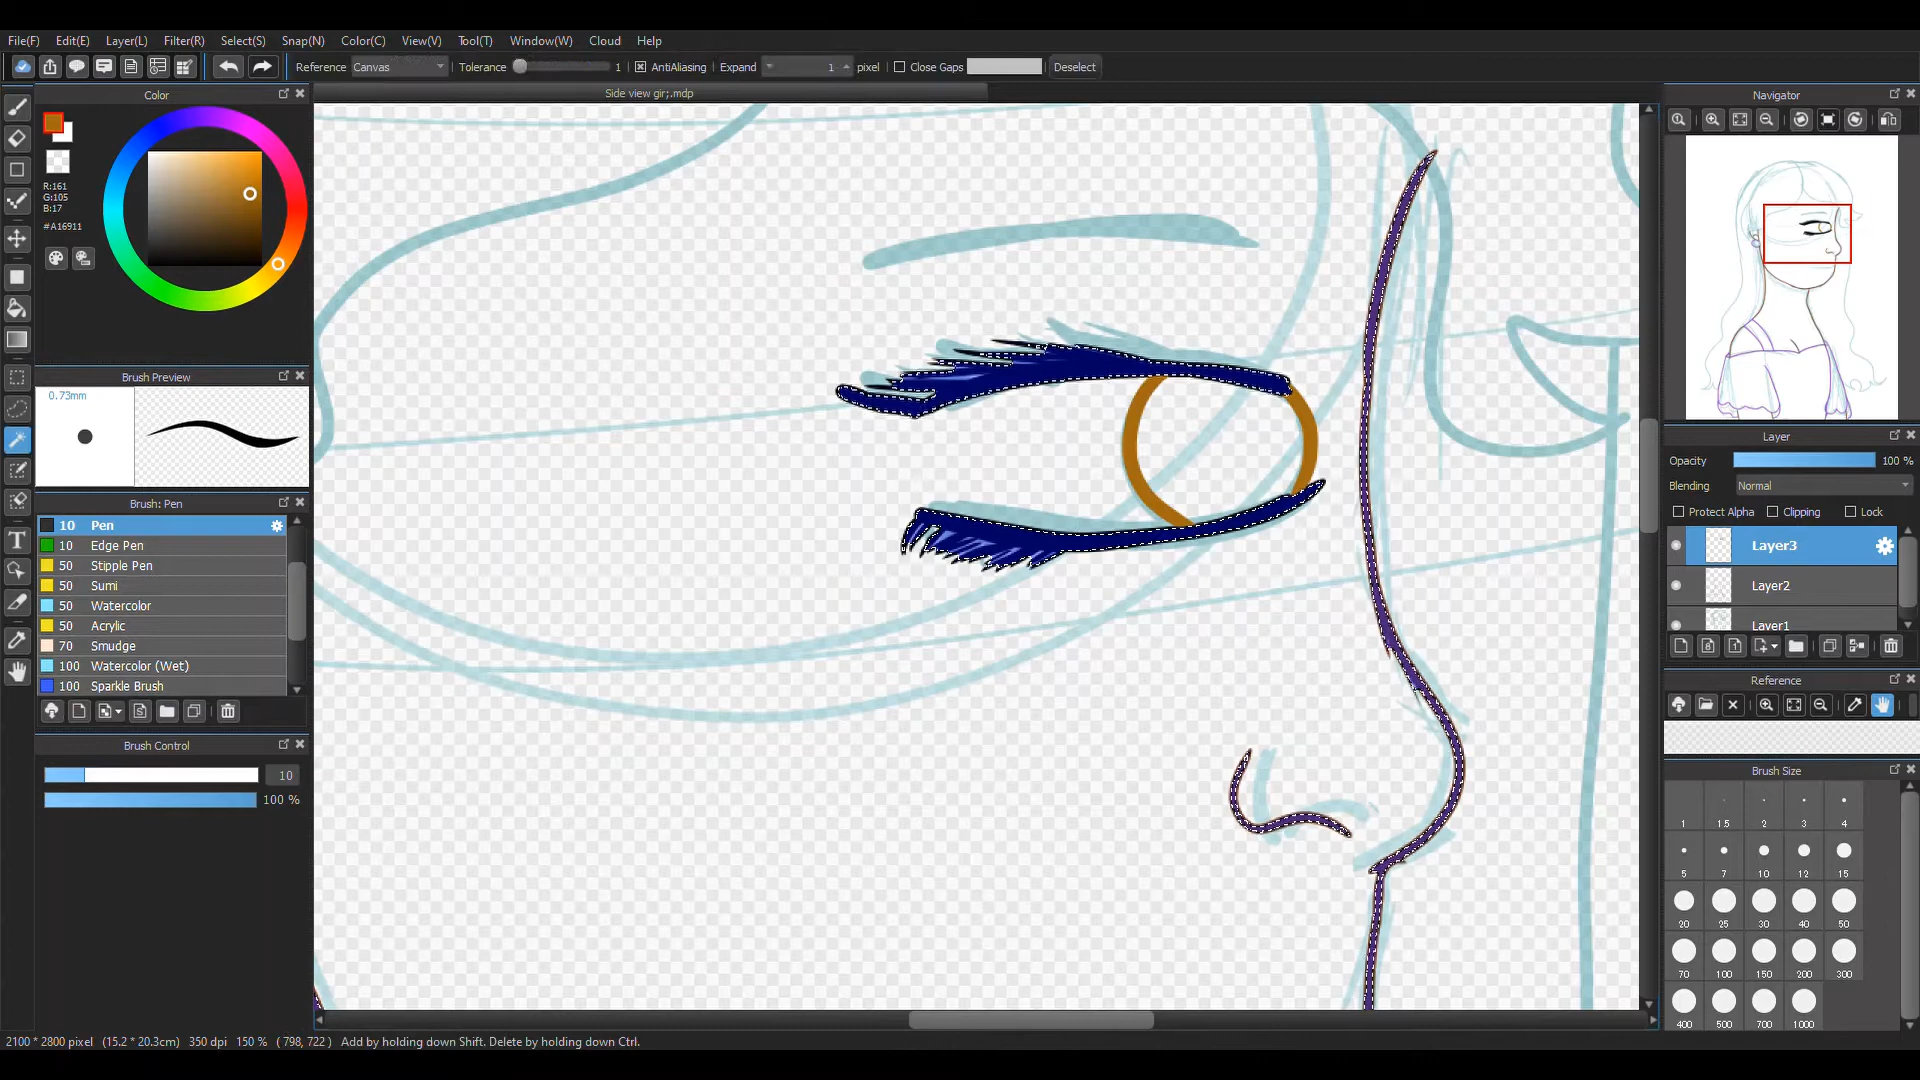 File(F) Edit(E) Layer(L) Filter(R) Select(S) Snap(N) Color(C) View(V) Tool(T) Window(W) Cloud Help
Reference Canvas Tolerance 1 AntiAliasing Expand 1 pixel Close Gaps Deselect
Color
Side view gir;.mdp
Navigator
R:161
G:105
B:17
#A16911
Brush Preview
0.73mm
Brush: Pen
10 Pen
10 Edge Pen
50 Stipple Pen
50 Sumi
50 Watercolor
50 Acrylic
70 Smudge
100 Watercolor (Wet)
100 Sparkle Brush
Brush Control
10
100 %
Layer
Opacity 100 %
Blending Normal
Protect Alpha Clipping Lock
Layer3
Layer2
Layer1
Reference
Brush Size
1 1.5 2 3 4
5 7 10 12 15
20 25 30 40 50
70 100 150 200 300
400 500 700 1000
2100 * 2800 pixel (15.2 * 20.3cm) 350 dpi 150 % ( 798, 722 ) Add by holding down Shift. Delete by holding down Ctrl.